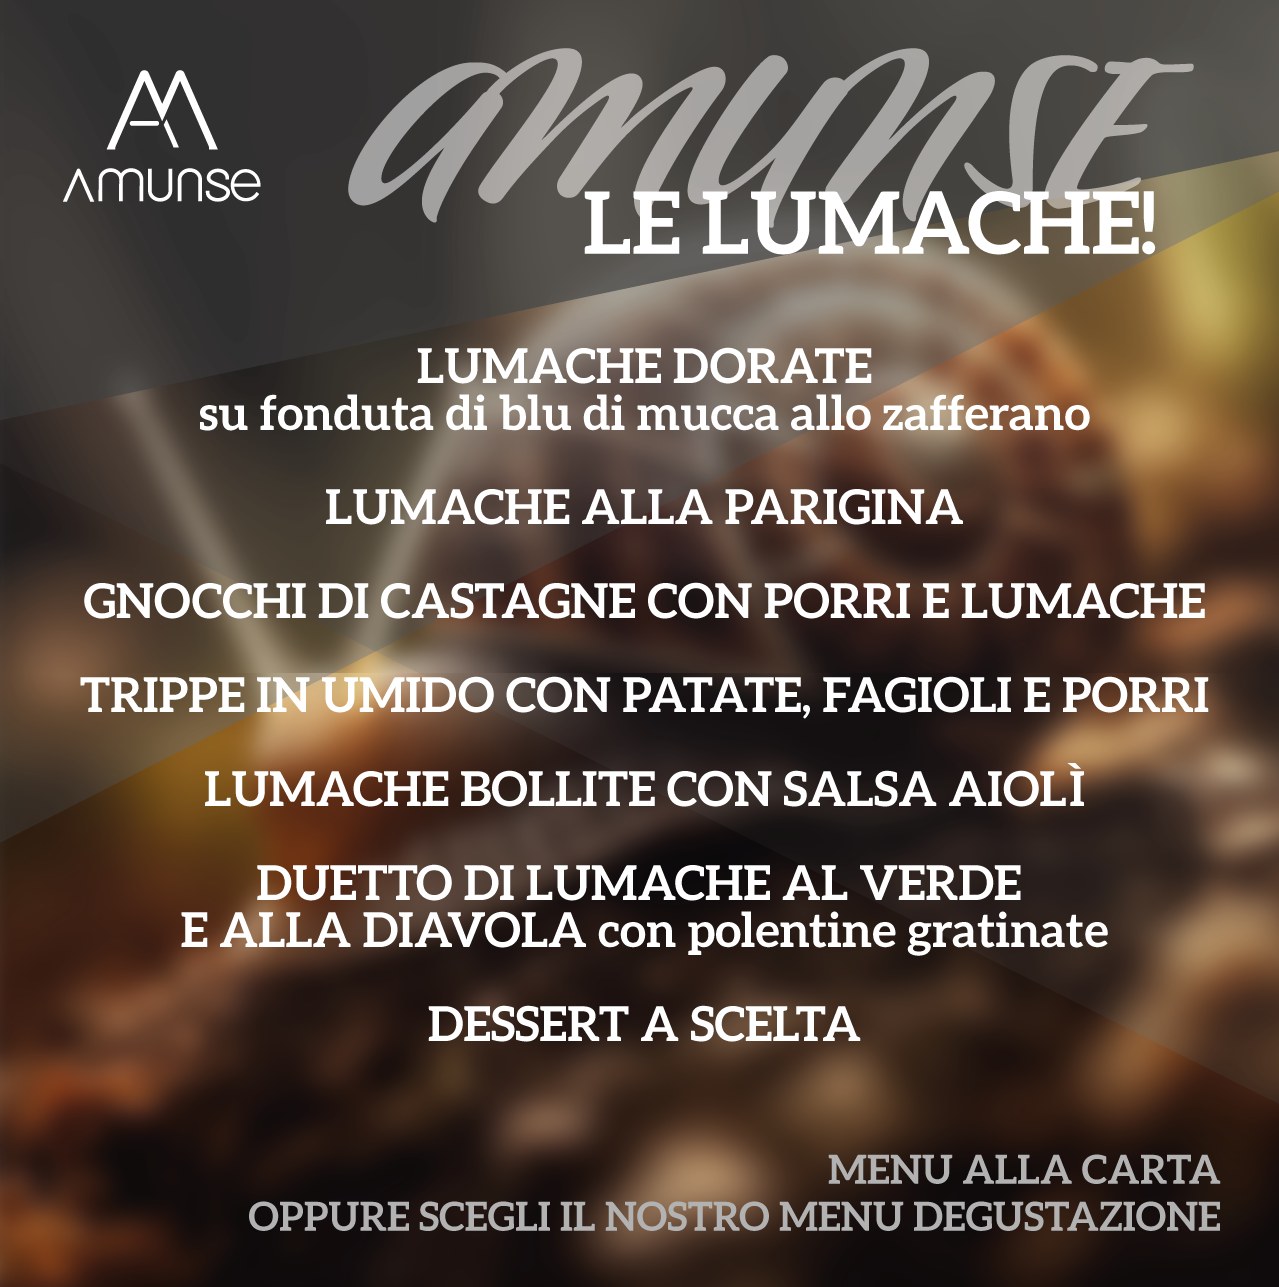 AMUNSE
AMUNSE
LE LUMACHE!
LUMACHE DORATE
su fonduta di blu di mucca allo zafferano
LUMACHE ALLA PARIGINA
GNOCCHI DI CASTAGNE CON PORRI E LUMACHE
TRIPPE IN UMIDO CON PATATE, FAGIOLI E PORRI
LUMACHE BOLLITE CON SALSA AIOLÌ
DUETTO DI LUMACHE AL VERDE
E ALLA DIAVOLA con polentine gratinate
DESSERT A SCELTA
MENU ALLA CARTA
OPPURE SCEGLI IL NOSTRO MENU DEGUSTAZIONE